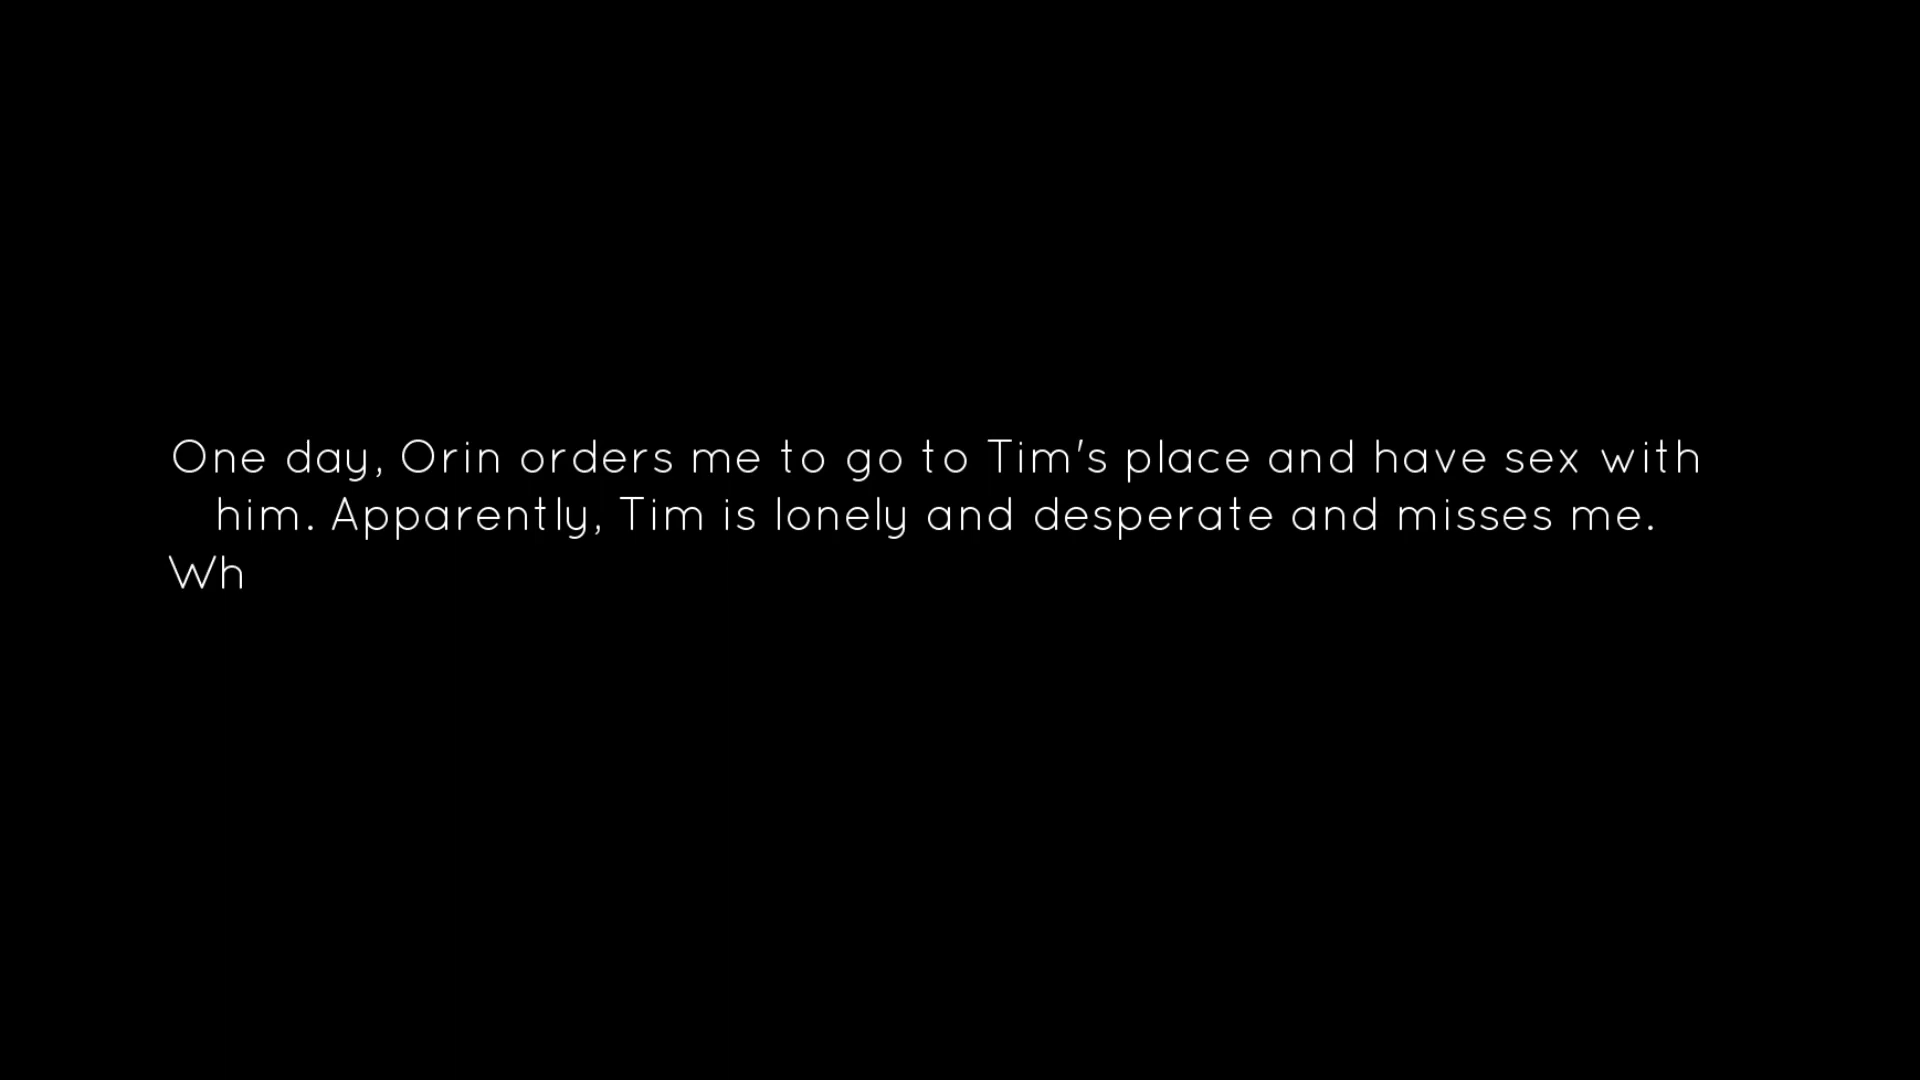 One day, Orin orders me to go to Tim's place and have sex with
him. Apparently, Tim is lonely and desperate and misses me.
Wh